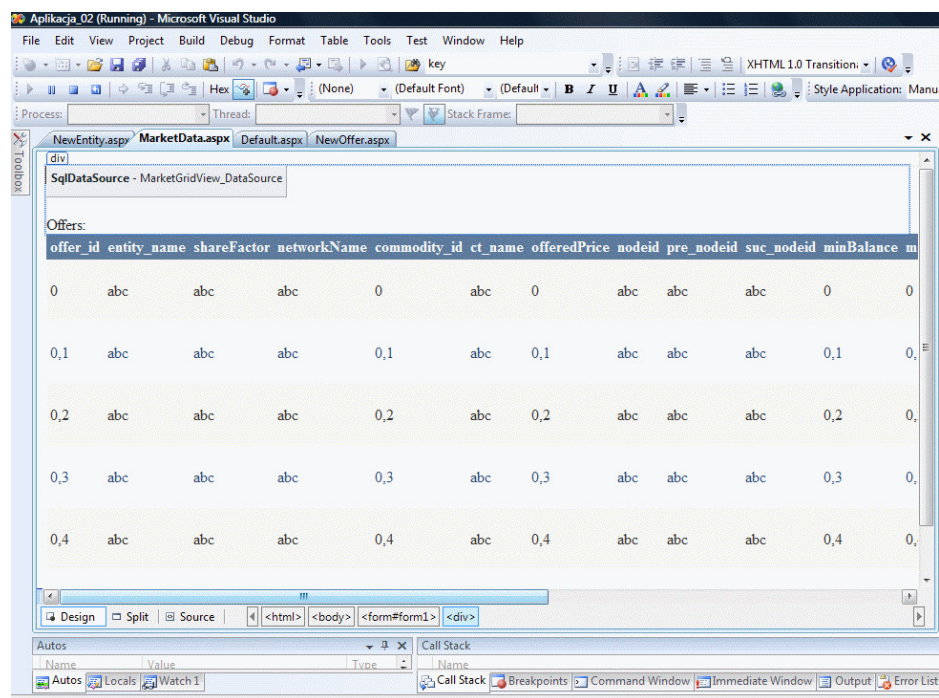 Aplikacja_02 (Running) - Microsoft Visual Studio
File Edit View Project Build Debug Format Table Tools Test Window Help
key XHTML 1.0 Transition
Hex (None) (Default Font) (Default B I U A Style Application: Manu
Process: Thread: Stack Frame:
Toolbox
NewEntity.aspx MarketData.aspx Default.aspx NewOffer.aspx
div
SqlDataSource - MarketGridView_DataSource
Offers:
offer_id entity_name shareFactor networkName commodity_id ct_name offeredPrice nodeid pre_nodeid suc_nodeid minBalance m
0 abc abc abc 0 abc 0 abc abc abc 0 0
0,1 abc abc abc 0,1 abc 0,1 abc abc abc 0,1 0,
0,2 abc abc abc 0,2 abc 0,2 abc abc abc 0,2 0,
0,3 abc abc abc 0,3 abc 0,3 abc abc abc 0,3 0,
0,4 abc abc abc 0,4 abc 0,4 abc abc abc 0,4 0,
Design Split Source <html> <body> <form#form1> <div>
Autos Call Stack
Name Value Type Name
Autos Locals Watch 1 Call Stack Breakpoints Command Window Immediate Window Output Error List